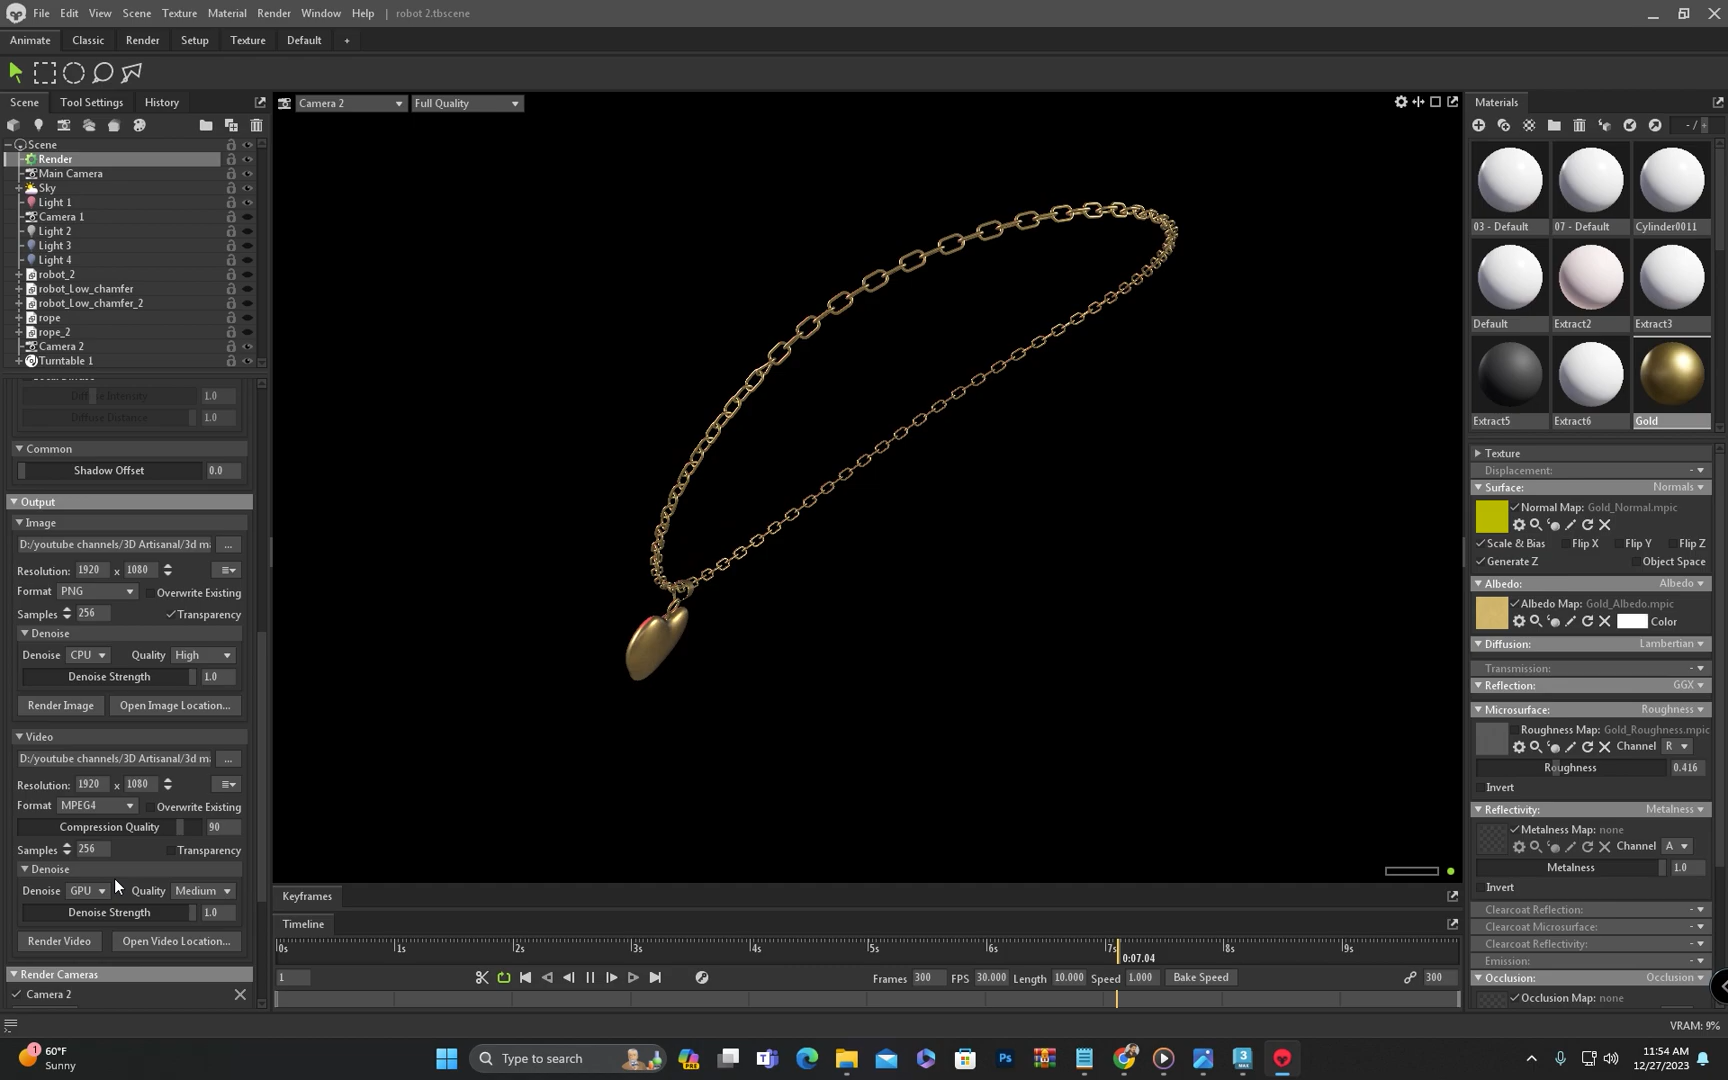 File Edit View Scene Texture Material Render Window Help | robot 2.tbscene
Animate Classic Render Setup Texture Default +
Scene Tool Settings History
Camera 2 Full Quality
Materials
Scene
Render
Main Camera
Sky
Light 1
Camera 1
Light 2
Light 3
Light 4
robot_2
robot_Low_chamfer
robot_Low_chamfer_2
rope
rope_2
Camera 2
Turntable 1
1.0
Diffuse Distance 1.0
Common
Shadow Offset 0.0
Output
Image
D:/youtube channels/3D Artisanal/3d m ...
Resolution: 1920 x 1080
Format PNG Overwrite Existing
Samples 256 Transparency
Denoise
Denoise CPU Quality High
Denoise Strength 1.0
Render Image Open Image Location...
Video
D:/youtube channels/3D Artisanal/3d m ...
Resolution: 1920 x 1080
Format MPEG4 Overwrite Existing
Compression Quality 90
Samples 256 Transparency
Denoise
Denoise GPU Quality Medium
Denoise Strength 1.0
Render Video Open Video Location...
Render Cameras
Camera 2
Keyframes
Timeline
0s 1s 2s 3s 4s 5s 6s 7s 8s 9s
0:07.04
1 Frames 300 FPS 30.000 Length 10.000 Speed 1.000 Bake Speed 300
- / +
03 - Default 07 - Default Cylinder0011
Default Extract2 Extract3
Extract5 Extract6 Gold
Texture
Displacement: -
Surface: Normals
Normal Map: Gold_Normal.mpic
Scale & Bias Flip X Flip Y Flip Z
Generate Z Object Space
Albedo: Albedo
Albedo Map: Gold_Albedo.mpic
Color
Diffusion: Lambertian
Transmission: -
Reflection: GGX
Microsurface: Roughness
Roughness Map: Gold_Roughness.mpic
Channel R
Roughness 0.416
Invert
Reflectivity: Metalness
Metalness Map: none
Channel A
Metalness 1.0
Invert
Clearcoat Reflection: -
Clearcoat Microsurface: -
Clearcoat Reflectivity: -
Emission: -
Occlusion: Occlusion
Occlusion Map: none
VRAM: 9%
1 60°F
Sunny
Type to search
PRE
Ps
3
MAX
11:54 AM
12/27/2023